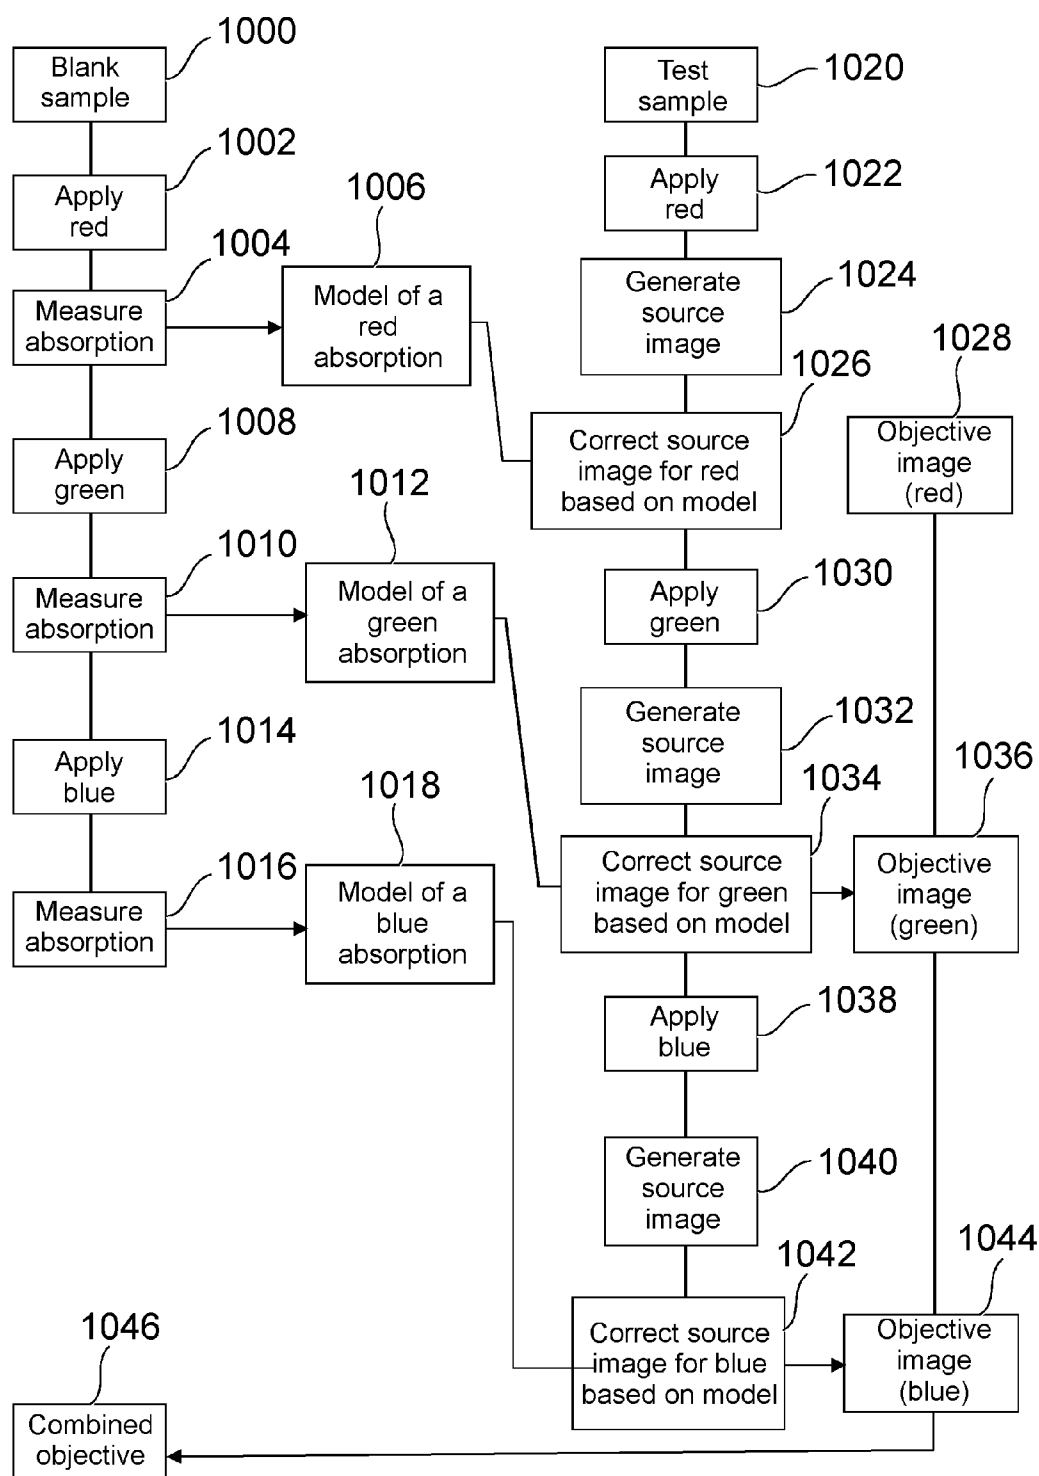 1000
Blank
sample
1002
Apply
red
1004
Measure
absorption
1006
Model of a
red
absorption
1008
Apply
green
1010
Measure
absorption
1012
Model of a
green
absorption
1014
Apply
blue
1016
Measure
absorption
1018
Model of a
blue
absorption
1020
Test
sample
1022
Apply
red
1024
Generate
source
image
1026
Correct source
image for red
based on model
1028
Objective
image
(red)
1030
Apply
green
1032
Generate
source
image
1034
Correct source
image for green
based on model
1036
Objective
image
(green)
1038
Apply
blue
1040
Generate
source
image
1042
Correct source
image for blue
based on model
1044
Objective
image
(blue)
1046
Combined
objective